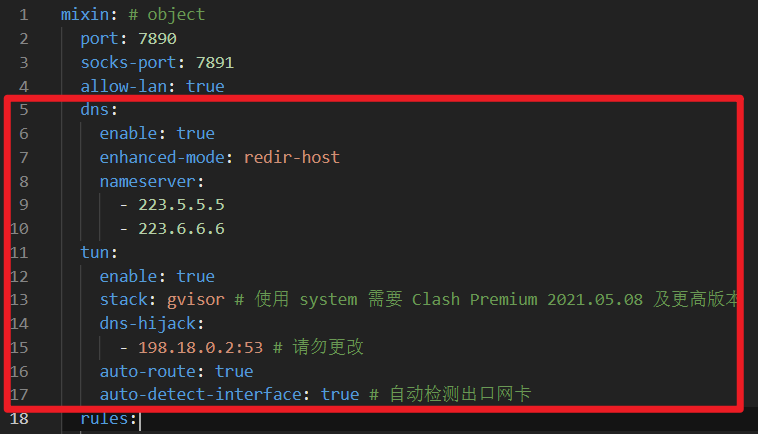 1 mixin: # object
2 port: 7890
3 socks-port: 7891
4 allow-lan: true
5 dns:
6 enable: true
7 enhanced-mode: redir-host
8 nameserver:
9 - 223.5.5.5
10 - 223.6.6.6
11 tun:
12 enable: true
13 stack: gvisor # 使用 system 需要 Clash Premium 2021.05.08 及更高版本
14 dns-hijack:
15 - 198.18.0.2:53 # 请勿更改
16 auto-route: true
17 auto-detect-interface: true # 自动检测出口网卡
18 rules: